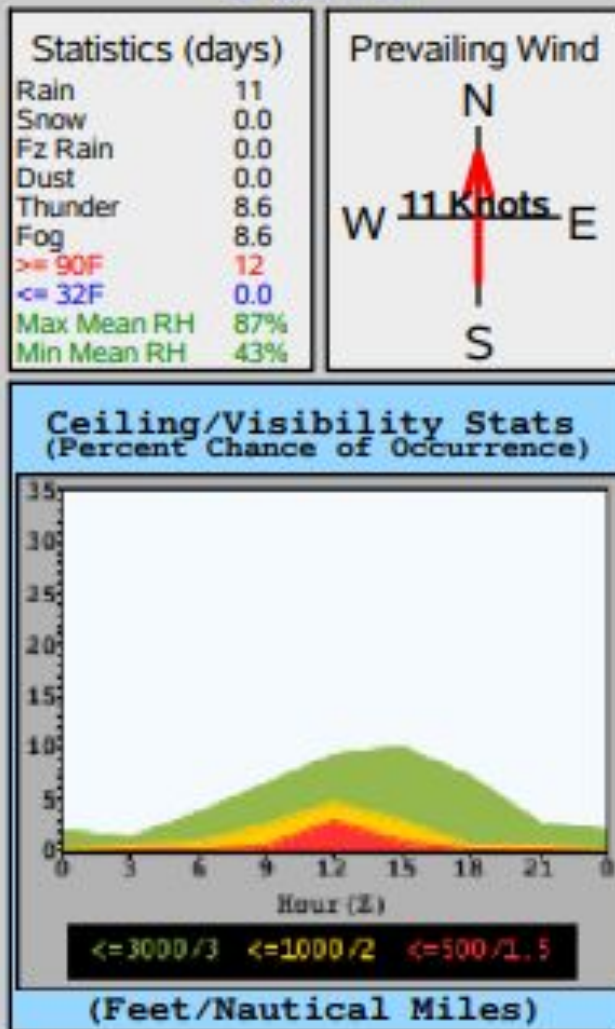 Statistics (days)
Rain 11
Snow 0.0
Fz Rain 0.0
Dust 0.0
Thunder 8.6
Fog 8.6
>= 90F 12
<= 32F 0.0
Max Mean RH 87%
Min Mean RH 43%
Prevailing Wind
N
W 11 Knots E
S
Ceiling/Visibility Stats
(Percent Chance of Occurrence)
35
30
25
20
15
10
5
0
0 3 6 9 12 15 18 21 0
Hour(Z)
<=3000/3 <=1000/2 <=500/1.5
(Feet/Nautical Miles)